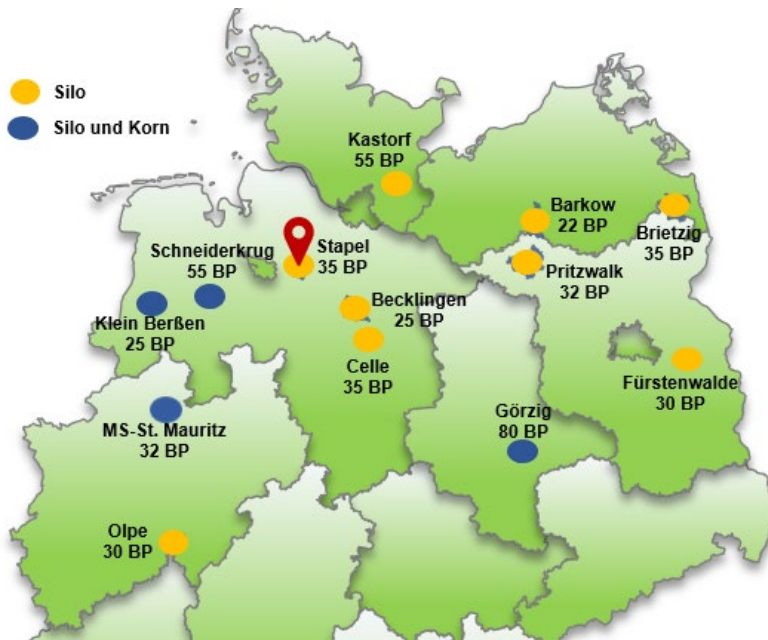 Silo
Silo und Korn
Kastorf
55 BP
Barkow
22 BP
Brietzig
35 BP
Schneiderkrug
55 BP
Stapel
35 BP
Pritzwalk
32 BP
Klein Berßen
25 BP
Becklingen
25 BP
Celle
35 BP
Fürstenwalde
30 BP
MS-St. Mauritz
32 BP
Görzig
80 BP
Olpe
30 BP